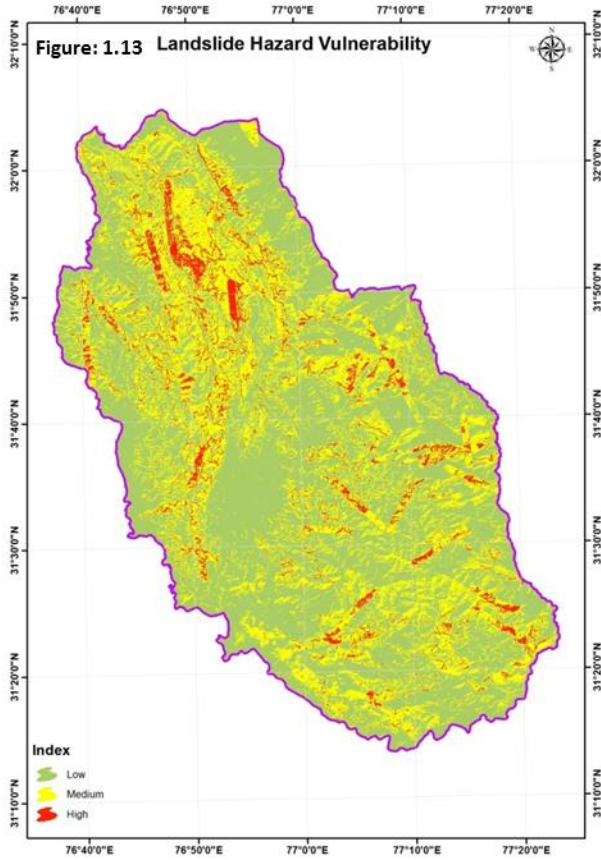 76°40'0"E 76°50'0"E 77°0'0"E 77°10'0"E 77°20'0"E
Figure: 1.13 Landslide Hazard Vulnerability
N
W E
S
32°10'0"N 32°10'0"N
32°0'0"N 32°0'0"N
31°50'0"N 31°50'0"N
31°40'0"N 31°40'0"N
31°30'0"N 31°30'0"N
31°20'0"N 31°20'0"N
31°10'0"N 31°10'0"N
Index
Low
Medium
High
76°40'0"E 76°50'0"E 77°0'0"E 77°10'0"E 77°20'0"E